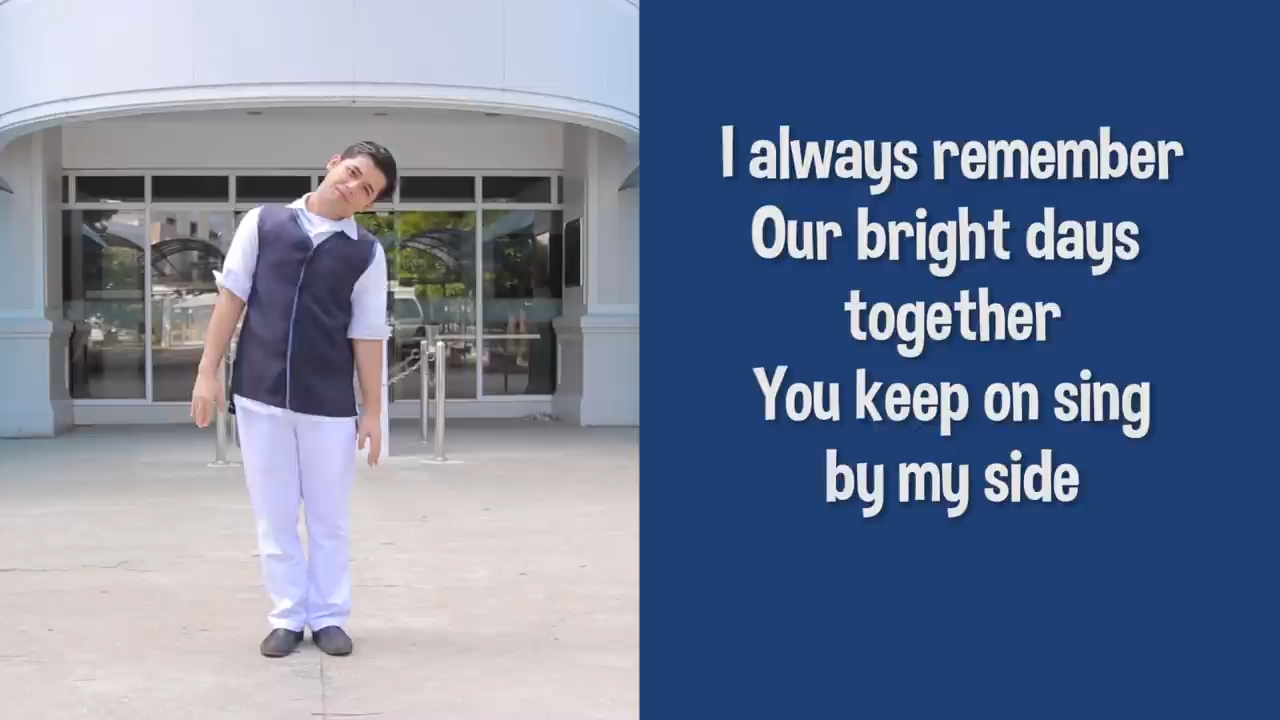 I always remember
Our bright days
together
You keep on sing
by my side